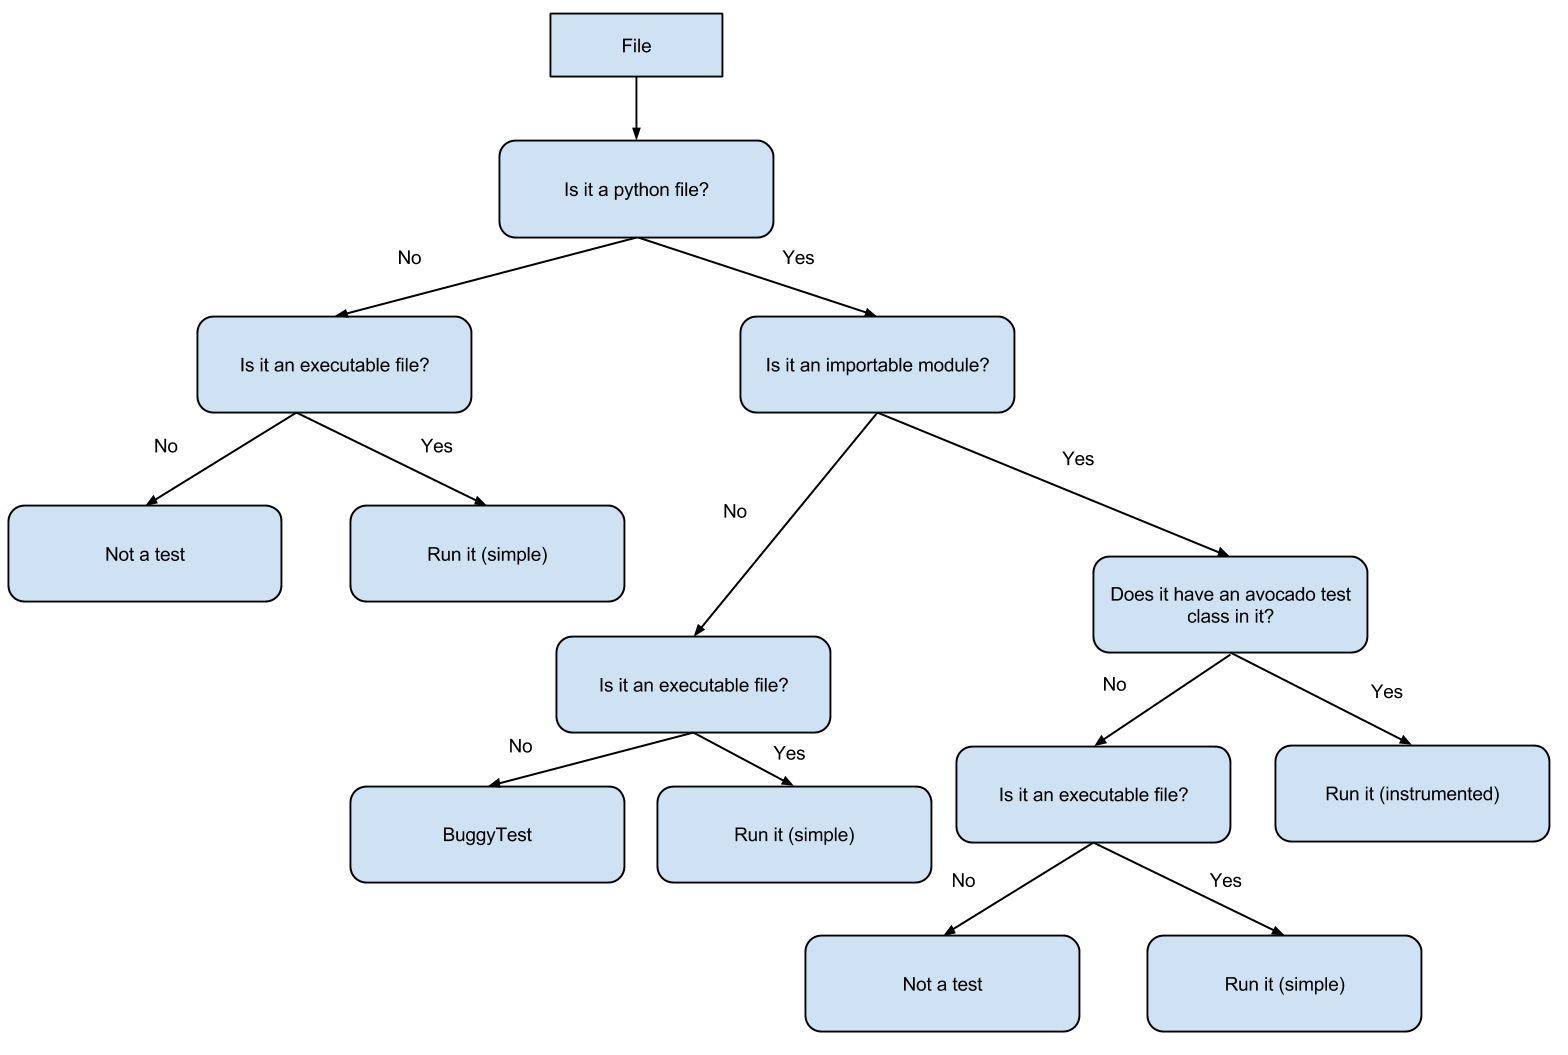 File
Is it a python file?
No
Yes
Is it an executable file?
Is it an importable module?
No
Yes
Yes
No
Not a test
Run it (simple)
Does it have an avocado test
class in it?
Is it an executable file?
No
Yes
No
Yes
Is it an executable file?
Run it (instrumented)
BuggyTest
Run it (simple)
No
Yes
Not a test
Run it (simple)